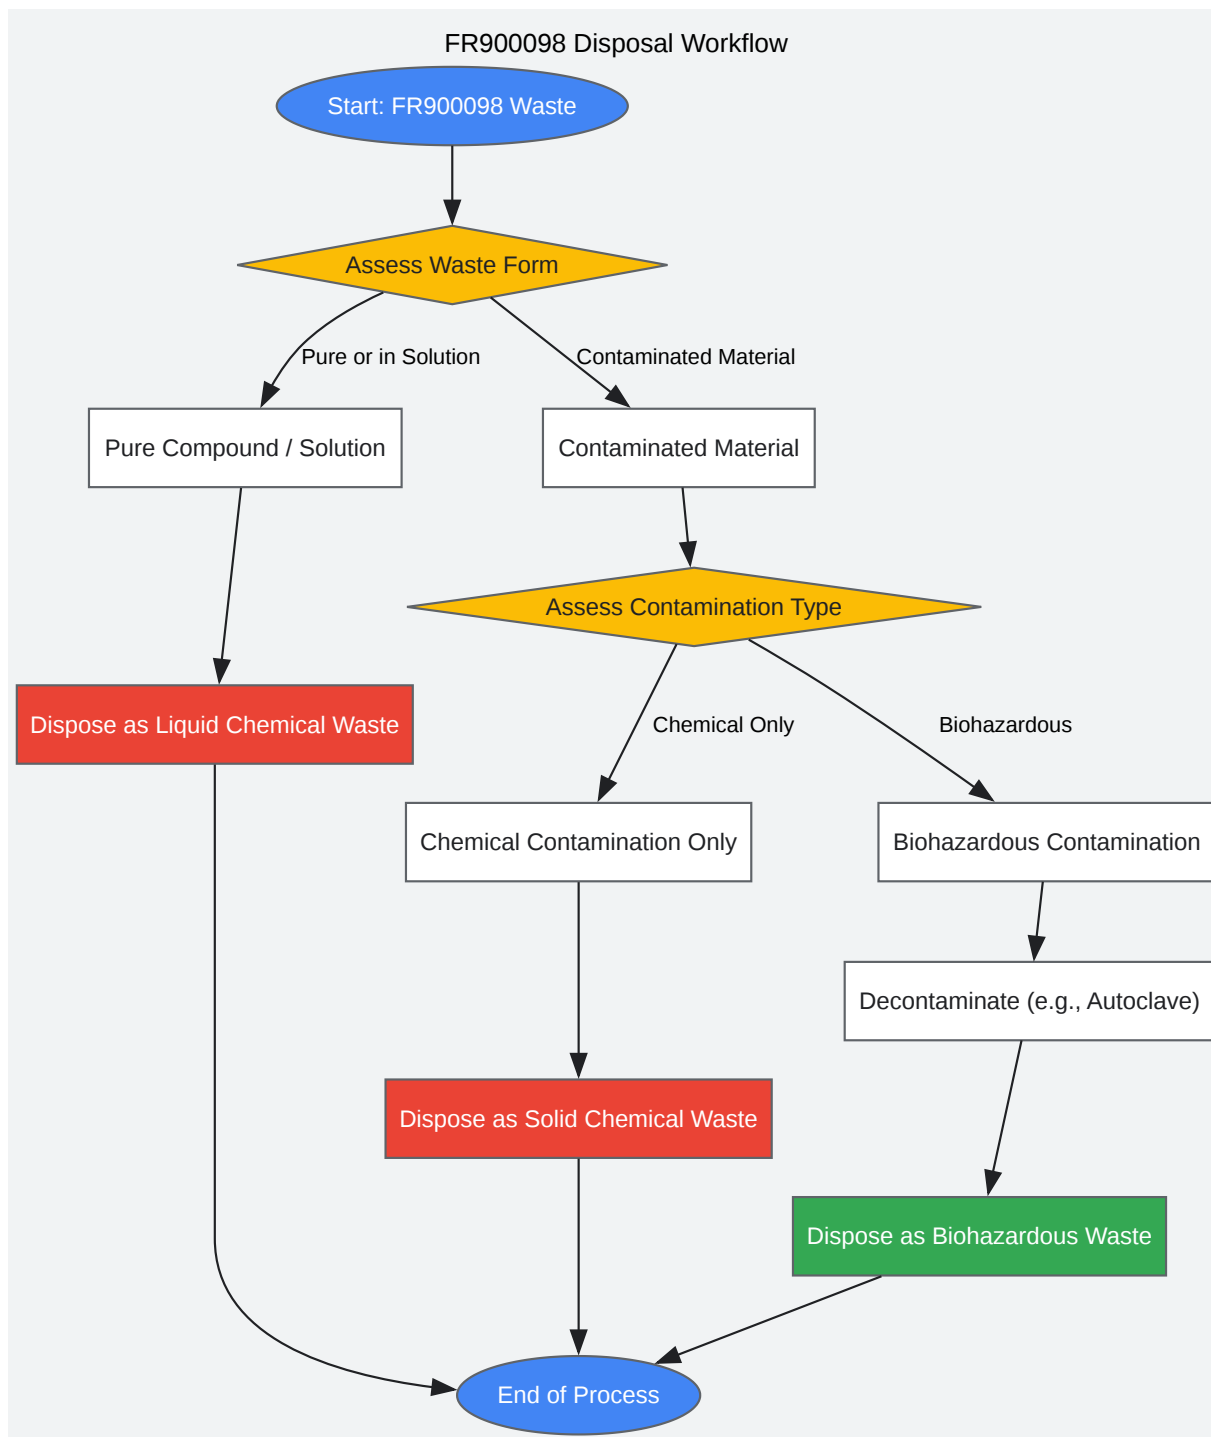 FR900098 Disposal Workflow
Start: FR900098 Waste
Assess Waste Form
Pure or in Solution
Contaminated Material
Pure Compound / Solution
Contaminated Material
Assess Contamination Type
Dispose as Liquid Chemical Waste
Chemical Only
Biohazardous
Chemical Contamination Only
Biohazardous Contamination
Decontaminate (e.g., Autoclave)
Dispose as Solid Chemical Waste
Dispose as Biohazardous Waste
End of Process